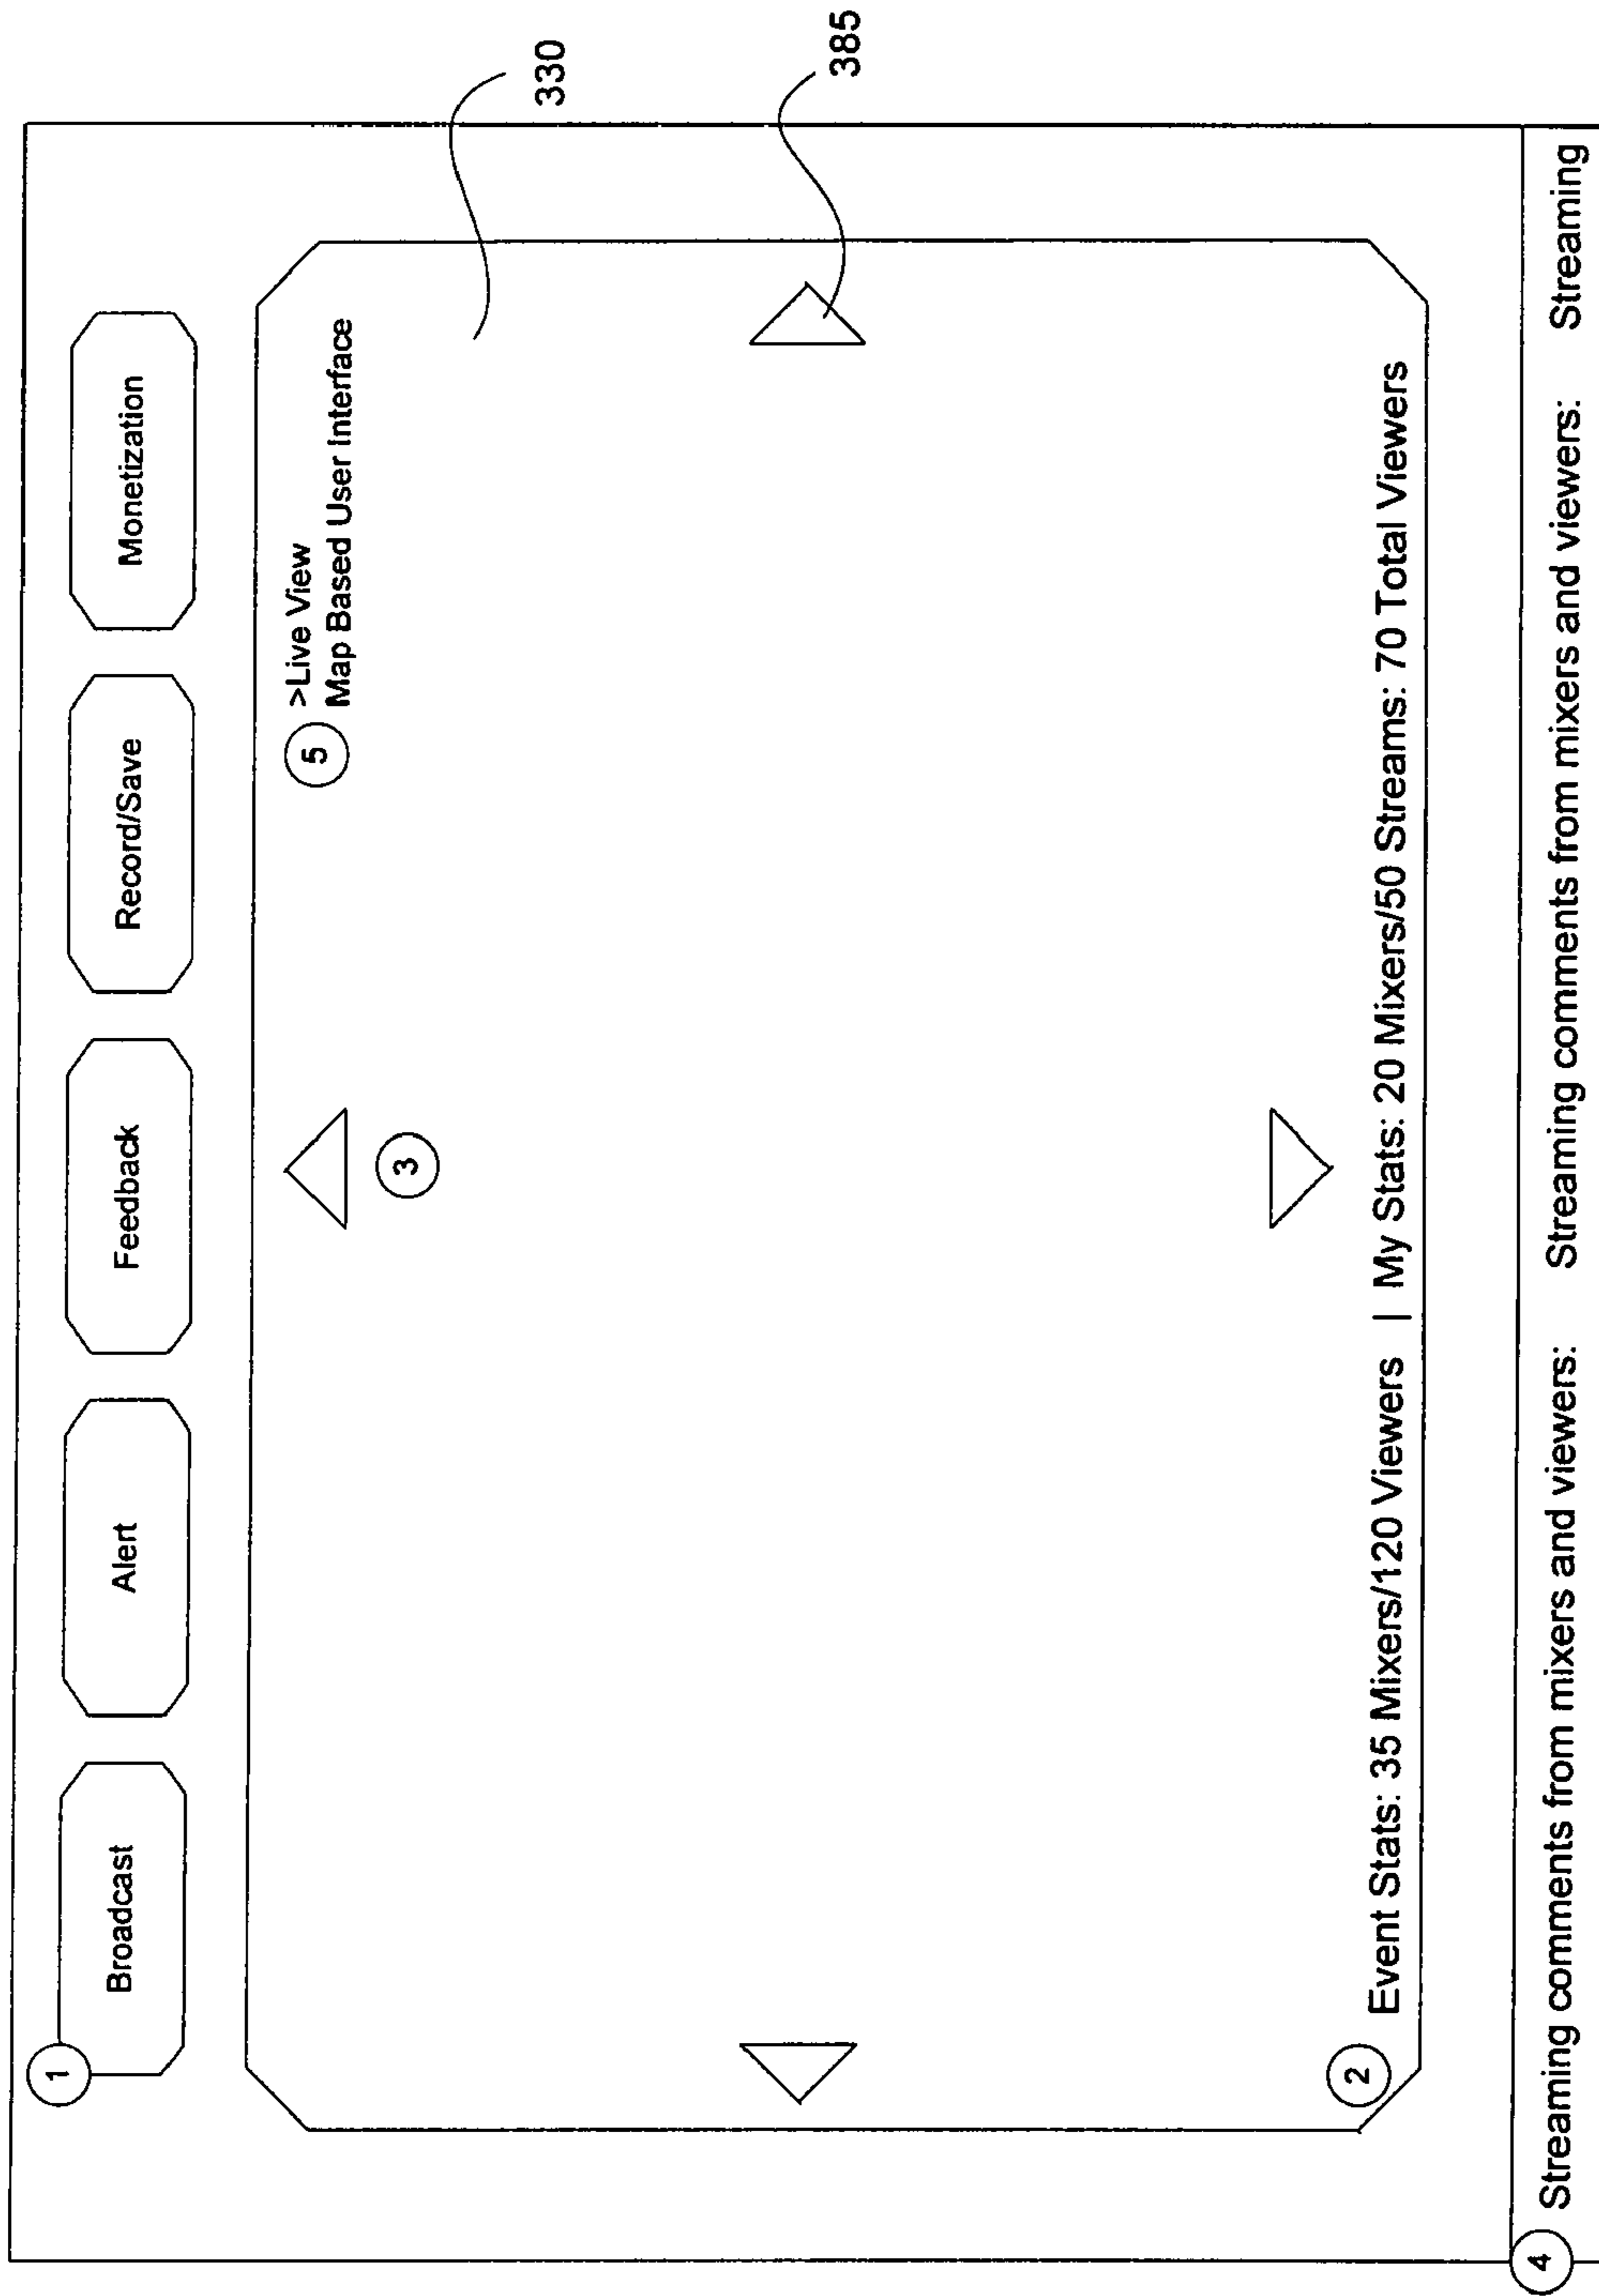 1
Broadcast
Alert
Feedback
Record/Save
Monetization
5
>Live View
Map Based User Interface
330
3
385
2
Event Stats: 35 Mixers/120 Viewers | My Stats: 20 Mixers/50 Streams: 70 Total Viewers
4
Streaming comments from mixers and viewers: Streaming comments from mixers and viewers: Streaming